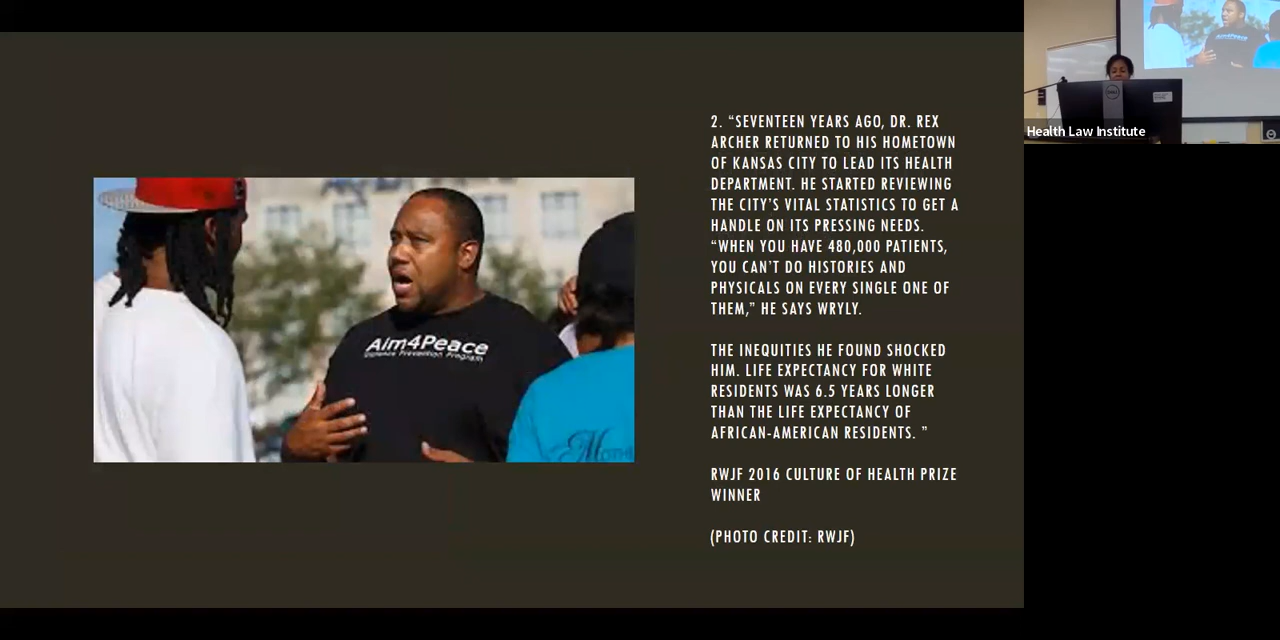 2. “SEVENTEEN YEARS AGO, DR. REX
ARCHER RETURNED TO HIS HOMETOWN
OF KANSAS CITY TO LEAD ITS HEALTH
DEPARTMENT. HE STARTED REVIEWING
THE CITY’S VITAL STATISTICS TO GET A
HANDLE ON ITS PRESSING NEEDS.
“WHEN YOU HAVE 480,000 PATIENTS,
YOU CAN’T DO HISTORIES AND
PHYSICALS ON EVERY SINGLE ONE OF
THEM,” HE SAYS WRYLY.
THE INEQUITIES HE FOUND SHOCKED
HIM. LIFE EXPECTANCY FOR WHITE
RESIDENTS WAS 6.5 YEARS LONGER
THAN THE LIFE EXPECTANCY OF
AFRICAN-AMERICAN RESIDENTS. ”
RWJF 2016 CULTURE OF HEALTH PRIZE
WINNER
(PHOTO CREDIT: RWJF)
Aim4Peace
Violence Prevention Program
Health Law Institute
DELL